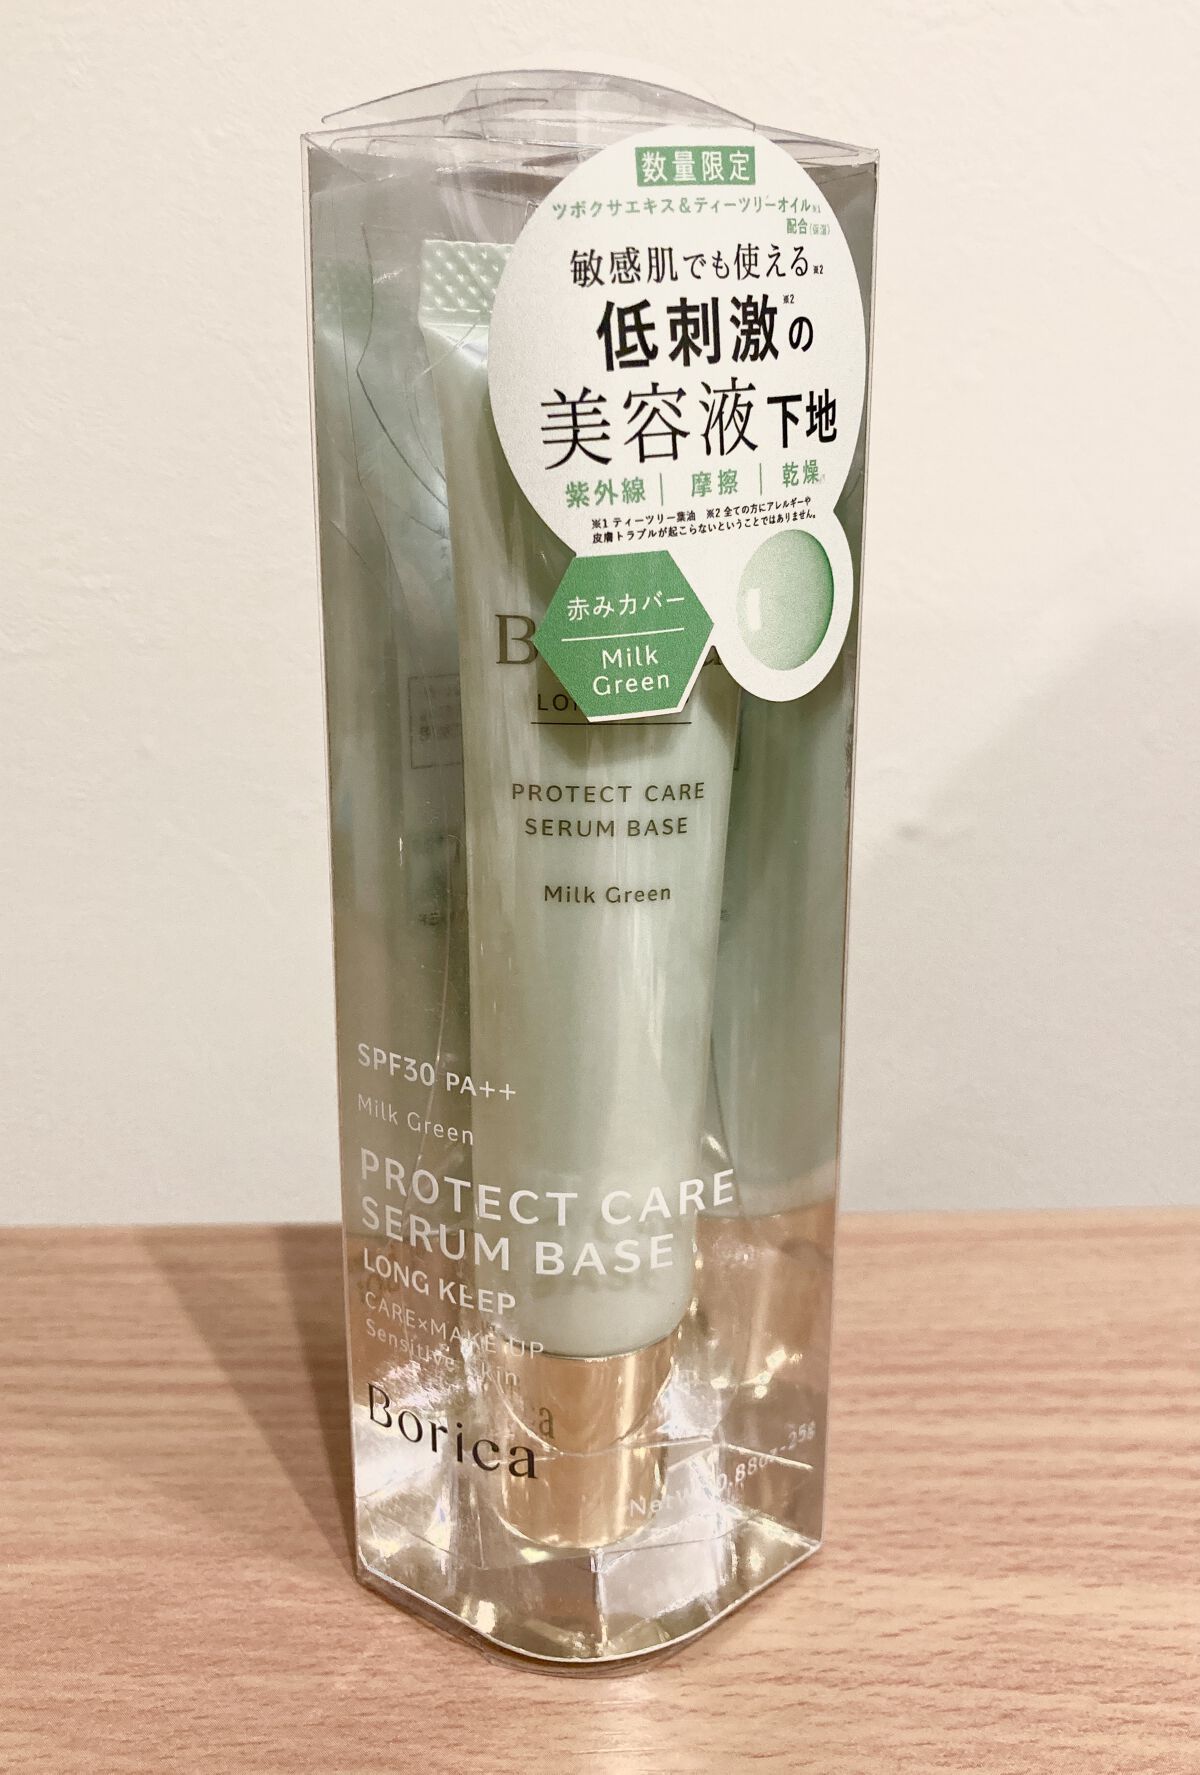 数量限定
ツボクサエキス&ティーツリーオイル※1
配合(保湿)
敏感肌でも使える※2
低刺激※2の
美容液下地
紫外線 | 摩擦 | 乾燥
※1 ティーツリー葉油 ※2 全ての方にアレルギーや
皮膚トラブルが起こらないということではありません。
赤みカバー
Milk
Green
PROTECT CARE
SERUM BASE
Milk Green
SPF30 PA++
Milk Green
PROTECT CARE
SERUM BASE
LONG KEEP
CARE×MAKE UP
Sensitive Skin
Borica
0.88oz. 25g